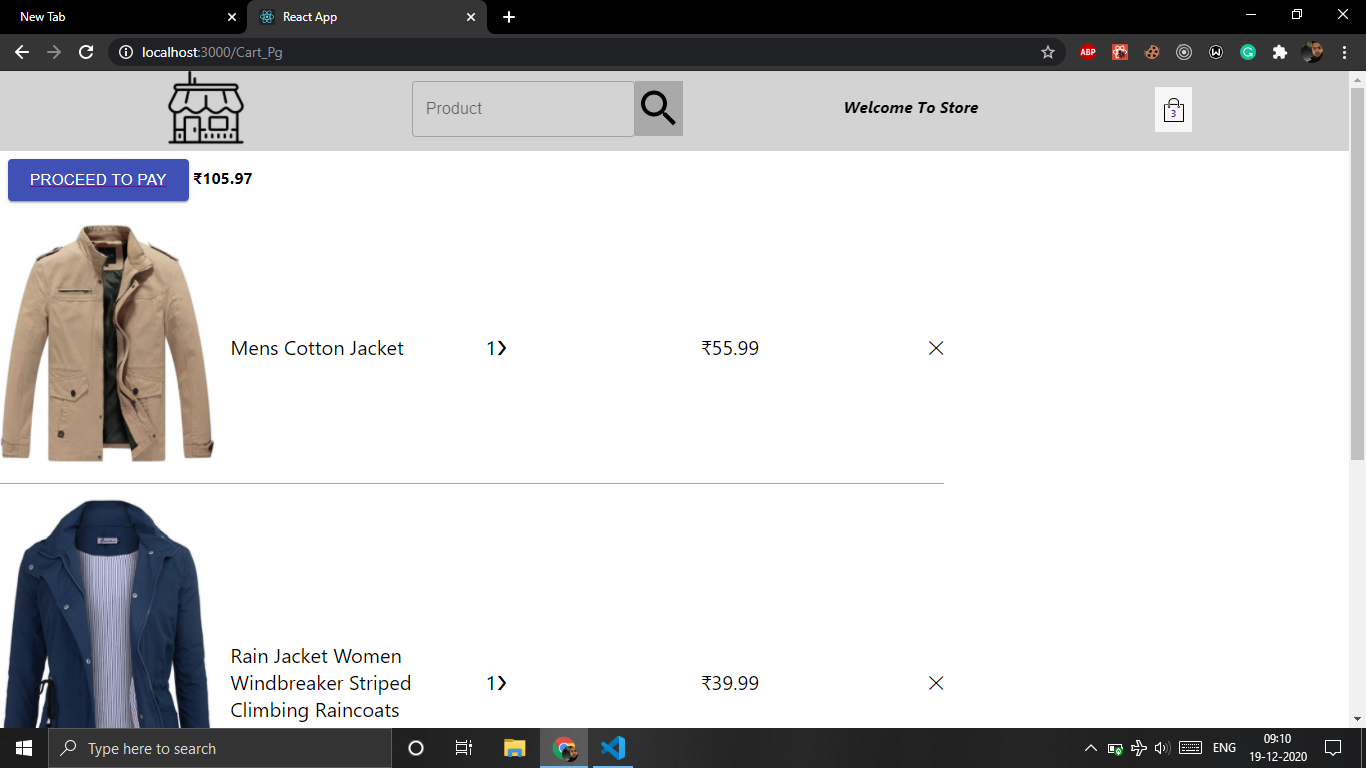 New Tab
React App
localhost:3000/Cart_Pg
ABP
Product
Welcome To Store
3
PROCEED TO PAY ₹105.97
Mens Cotton Jacket 1❯ ₹55.99
Rain Jacket Women
Windbreaker Striped 1❯ ₹39.99
Climbing Raincoats
Type here to search
ENG
09:10
19-12-2020